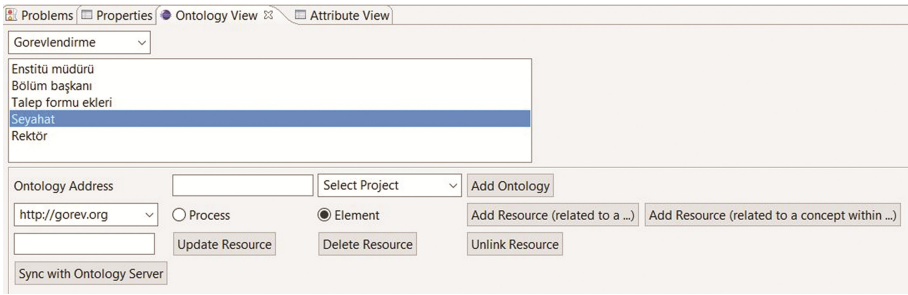 Problems Properties Ontology View Attribute View
Gorevlendirme
Enstitü müdürü
Bölüm başkanı
Talep formu ekleri
Seyahat
Rektör
Ontology Address Select Project Add Ontology
http://gorev.org Process Element Add Resource (related to a ...) Add Resource (related to a concept within ...)
Update Resource Delete Resource Unlink Resource
Sync with Ontology Server